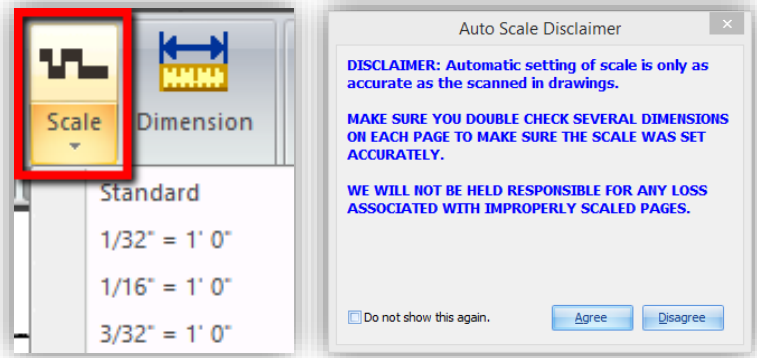 Scale
Dimension
Standard
1/32" = 1' 0"
1/16" = 1' 0"
3/32" = 1' 0"
Auto Scale Disclaimer
DISCLAIMER: Automatic setting of scale is only as
accurate as the scanned in drawings.
MAKE SURE YOU DOUBLE CHECK SEVERAL DIMENSIONS
ON EACH PAGE TO MAKE SURE THE SCALE WAS SET
ACCURATELY.
WE WILL NOT BE HELD RESPONSIBLE FOR ANY LOSS
ASSOCIATED WITH IMPROPERLY SCALED PAGES.
Do not show this again.
Agree
Disagree